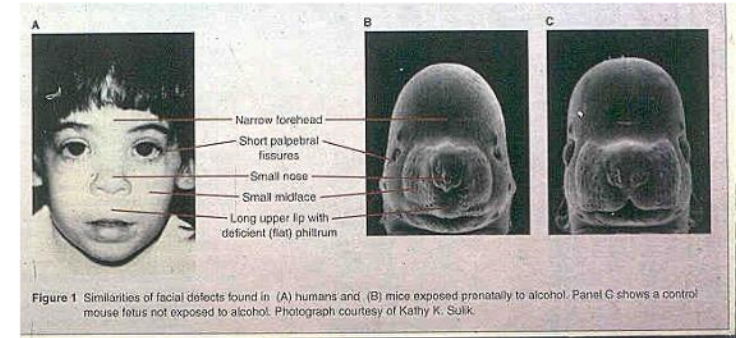 A
B
C
Narrow forehead
Short palpebral
fissures
Small nose
Small midface
Long upper lip with
deficient (flat) philtrum
Figure 1 Similarities of facial defects found in (A) humans and (B) mice exposed prenatally to alcohol. Panel C shows a control
mouse fetus not exposed to alcohol. Photograph courtesy of Kathy K. Sulik.